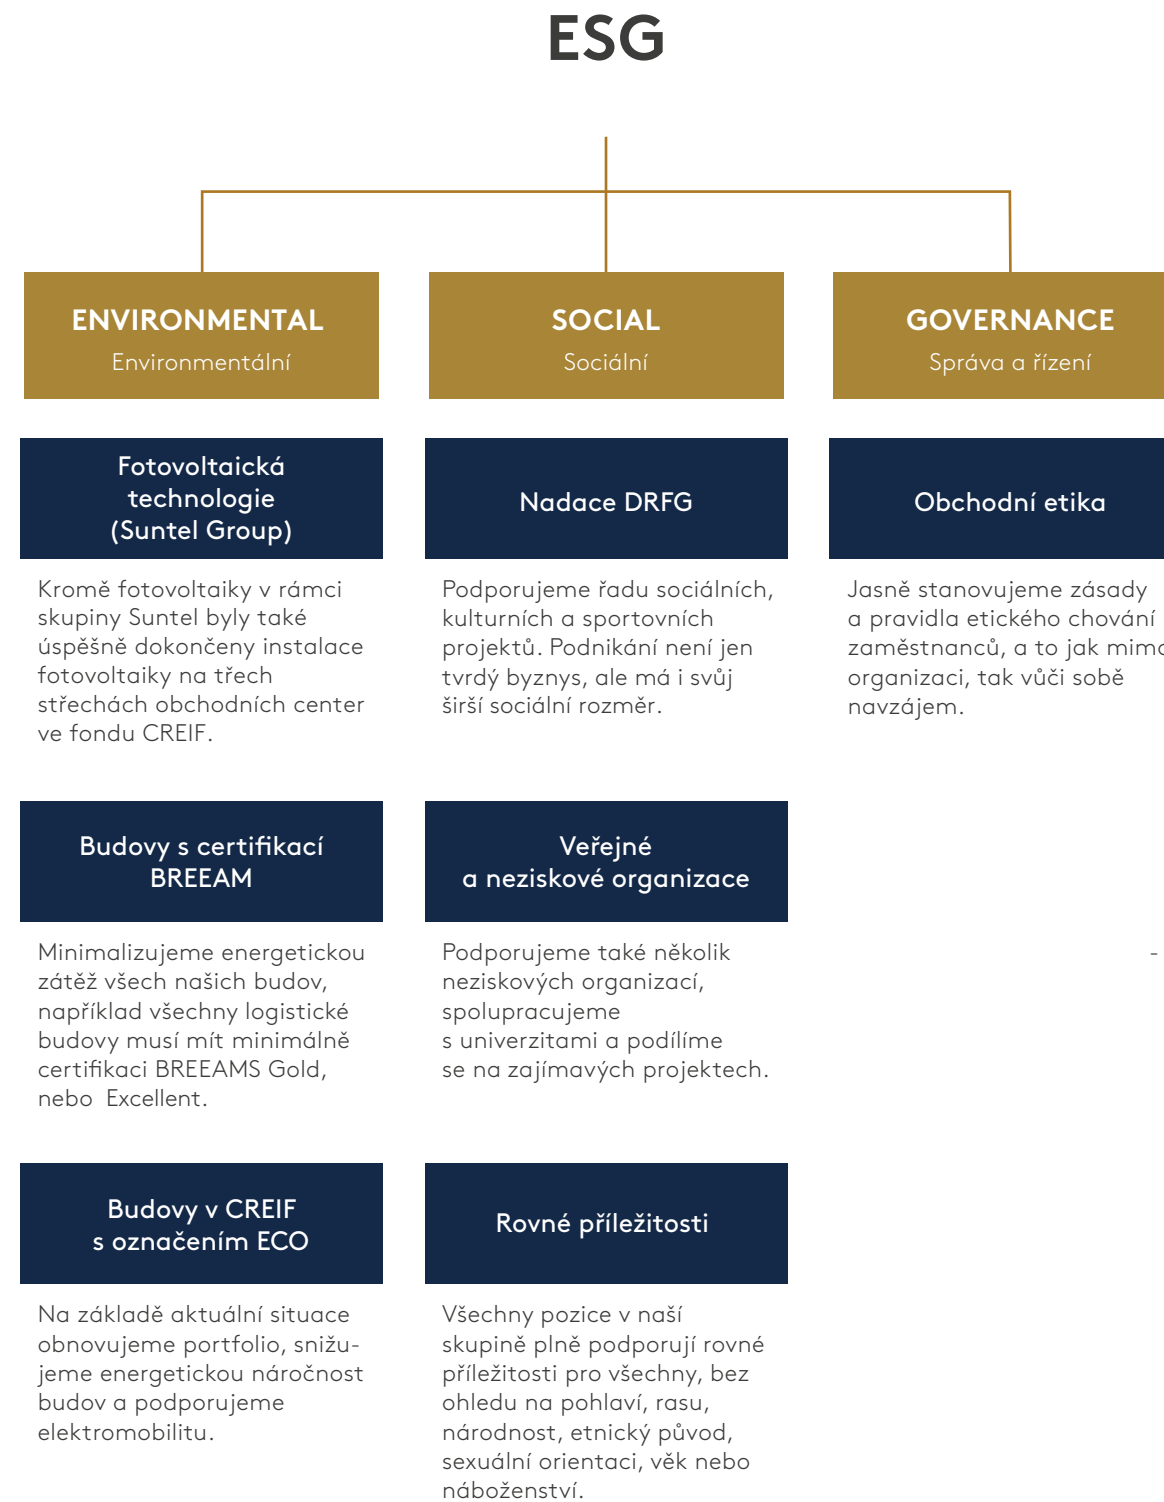 ESG
ENVIRONMENTAL
Environmentální
SOCIAL
Sociální
GOVERNANCE
Správa a řízení
Fotovoltaická
technologie
(Suntel Group)
Kromě fotovoltaiky v rámci
skupiny Suntel byly také
úspěšně dokončeny instalace
fotovoltaiky na třech
střechách obchodních center
ve fondu CREIF.
Nadace DRFG
Podporujeme řadu sociálních,
kulturních a sportovních
projektů. Podnikání není jen
tvrdý byznys, ale má i svůj
širší sociální rozměr.
Obchodní etika
Jasně stanovujeme zásady
a pravidla etického chování
zaměstnanců, a to jak mimo
organizaci, tak vůči sobě
navzájem.
Budovy s certifikací
BREEAM
Minimalizujeme energetickou
zátěž všech našich budov,
například všechny logistické
budovy musí mít minimálně
certifikaci BREEAMS Gold,
nebo Excellent.
Veřejné
a neziskové organizace
Podporujeme také několik
neziskových organizací,
spolupracujeme
s univerzitami a podílíme
se na zajímavých projektech.
-
Budovy v CREIF
s označením ECO
Na základě aktuální situace
obnovujeme portfolio, snižu-
jeme energetickou náročnost
budov a podporujeme
elektromobilitu.
Rovné příležitosti
Všechny pozice v naší
skupině plně podporují rovné
příležitosti pro všechny, bez
ohledu na pohlaví, rasu,
národnost, etnický původ,
sexuální orientaci, věk nebo
náboženství.